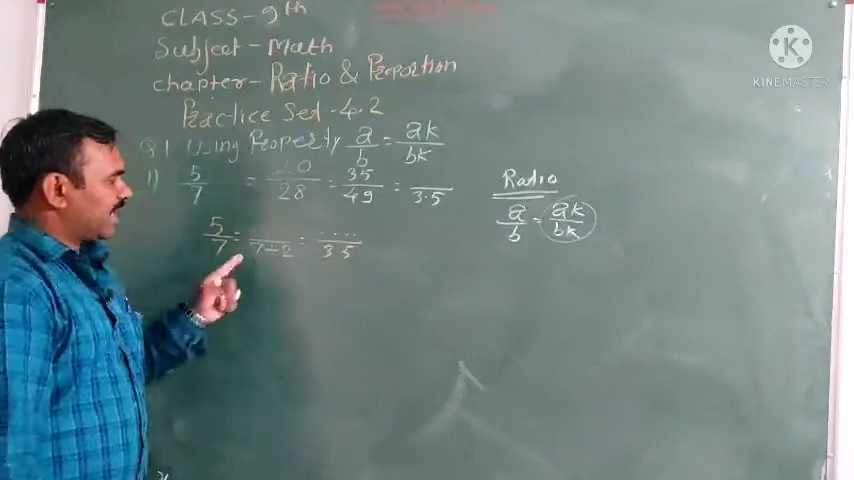 CLASS - 9th
Subject - Math
chapter - Ratio & Proportion
Practice Set - 4.2
Q1 Using Property a/b = ak/bk
1) 5/7 = 20/28 = 35/49 = /3.5
5/7 = /7÷2 = ..../3.5
Ratio
a/b = ak/bk
K
KINEMASTER